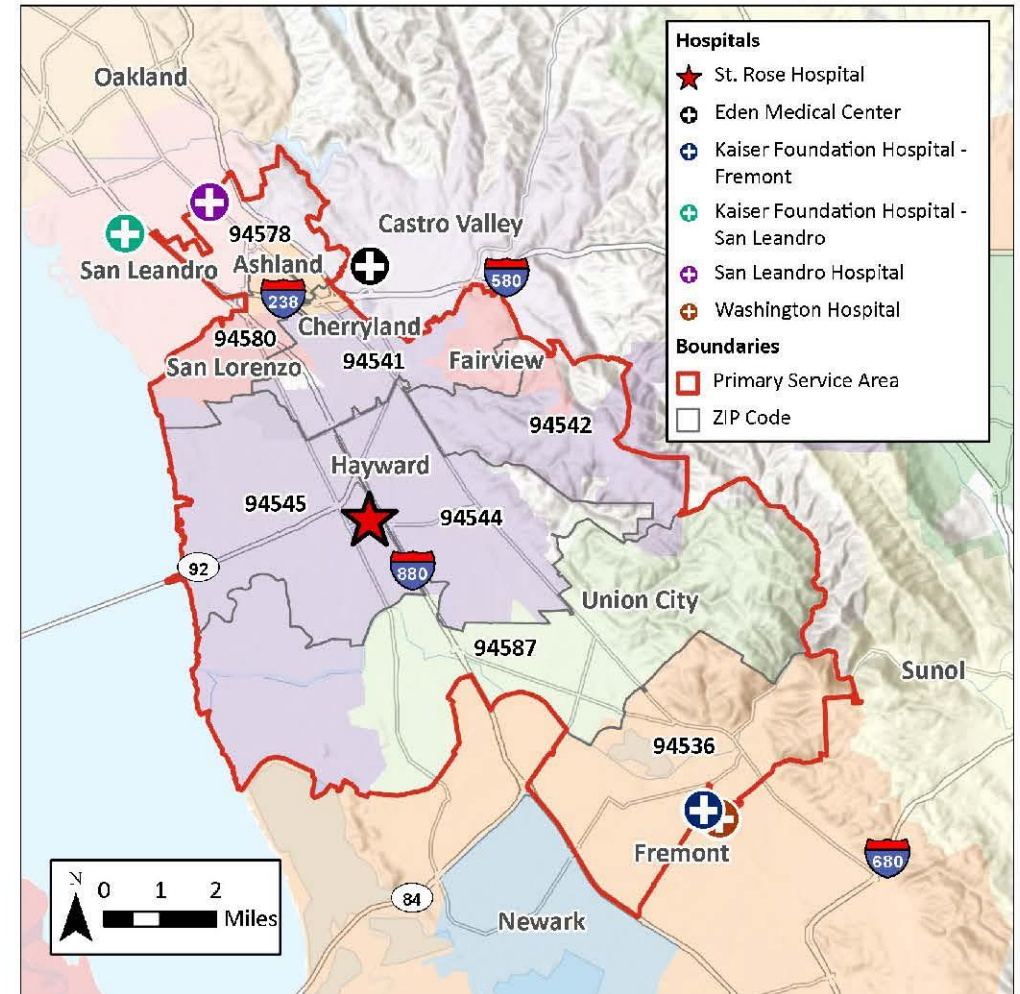 Hospitals
St. Rose Hospital
Eden Medical Center
Kaiser Foundation Hospital -
Fremont
Kaiser Foundation Hospital -
San Leandro
San Leandro Hospital
Washington Hospital
Boundaries
Primary Service Area
ZIP Code
Oakland
Castro Valley
94578
San Leandro
Ashland
580
238
Cherryland
94580
94541
San Lorenzo
Fairview
94542
Hayward
94545
94544
92
880
Union City
94587
Sunol
94536
Fremont
680
84
Newark
N
0 1 2
Miles